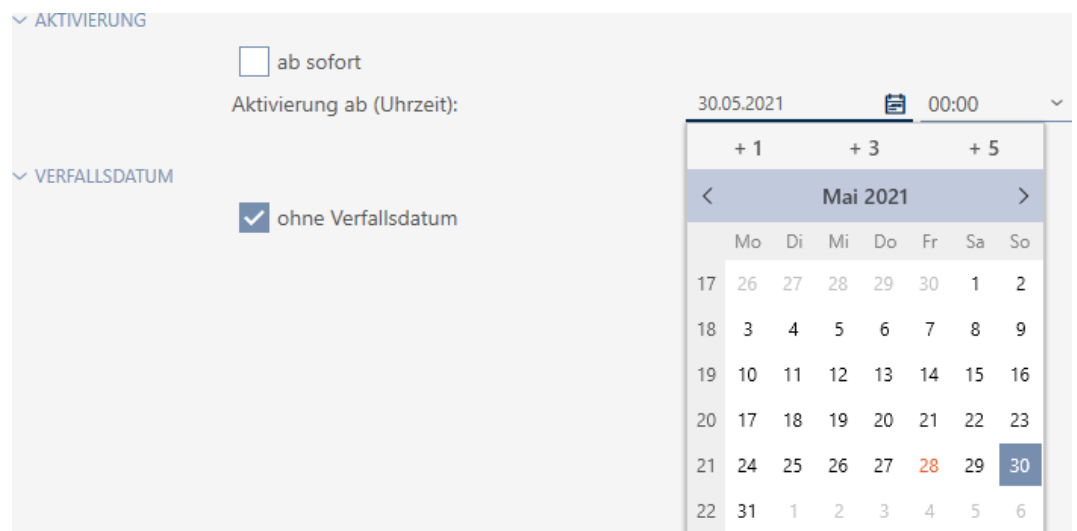 AKTIVIERUNG
ab sofort
Aktivierung ab (Uhrzeit): 30.05.2021 00:00
+ 1 + 3 + 5
VERFALLSDATUM
Mai 2021
ohne Verfallsdatum
Mo Di Mi Do Fr Sa So
17 26 27 28 29 30 1 2
18 3 4 5 6 7 8 9
19 10 11 12 13 14 15 16
20 17 18 19 20 21 22 23
21 24 25 26 27 28 29 30
22 31 1 2 3 4 5 6